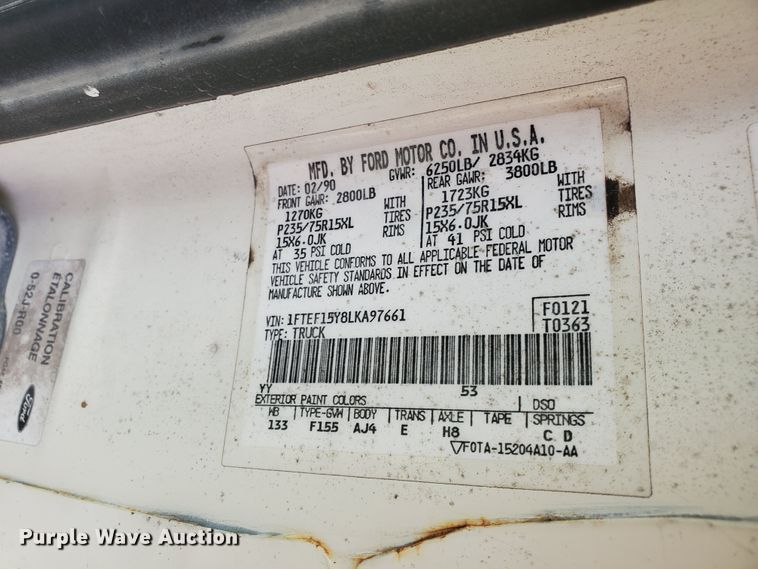 MFD. BY FORD MOTOR CO. IN U.S.A.
DATE: 02/90 GVWR: 6250LB/ 2834KG
FRONT GAWR: 2800LB REAR GAWR: 3800LB
1270KG WITH 1723KG WITH
P235/75R15XL TIRES P235/75R15XL TIRES
15X6.0JK RIMS 15X6.0JK RIMS
AT 35 PSI COLD AT 41 PSI COLD
THIS VEHICLE CONFORMS TO ALL APPLICABLE FEDERAL MOTOR
VEHICLE SAFETY STANDARDS IN EFFECT ON THE DATE OF
MANUFACTURE SHOWN ABOVE.
VIN: 1FTEF15Y8LKA97661 F0121
TYPE: TRUCK T0363
YY 53
EXTERIOR PAINT COLORS DSO
WB TYPE-GVW BODY TRANS AXLE TAPE SPRINGS
133 F155 AJ4 E H8 C D
F0TA-15204A10-AA
CALIBRATION
ETALONNAGE
0-52J-R00
Ford
Purple Wave Auction